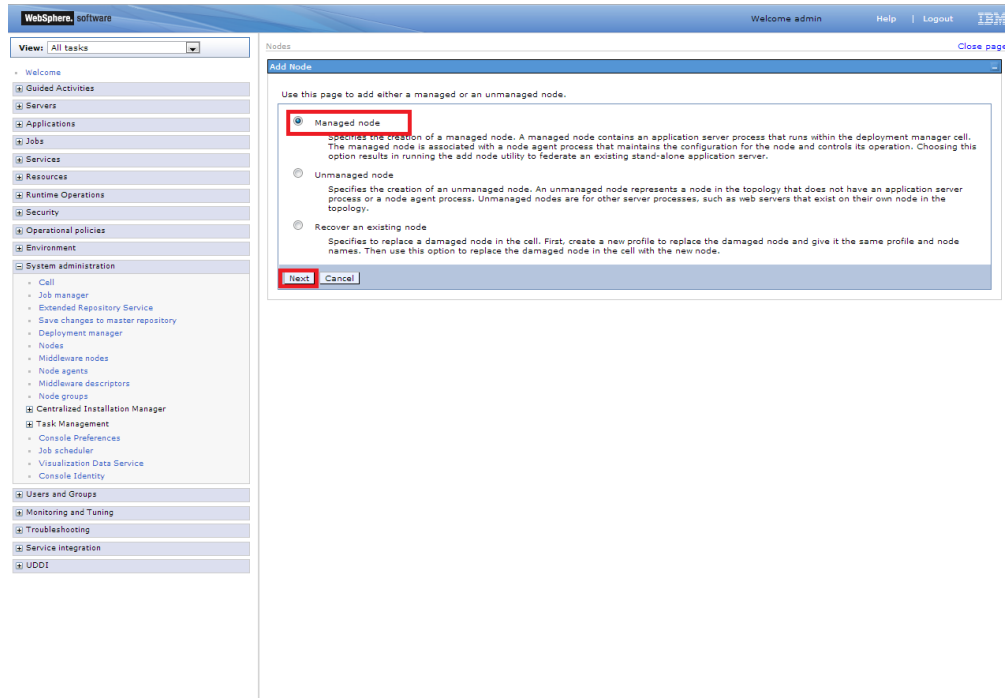 WebSphere. software
Welcome admin
Help | Logout
IBM
View: All tasks
Welcome
Guided Activities
Servers
Applications
Jobs
Services
Resources
Runtime Operations
Security
Operational policies
Environment
System administration
Cell
Job manager
Extended Repository Service
Save changes to master repository
Deployment manager
Nodes
Middleware nodes
Node agents
Middleware descriptors
Node groups
Centralized Installation Manager
Task Management
Console Preferences
Job scheduler
Visualization Data Service
Console Identity
Users and Groups
Monitoring and Tuning
Troubleshooting
Service integration
UDDI
Nodes
Close page
Add Node
Use this page to add either a managed or an unmanaged node.
Managed node
Specifies the creation of a managed node. A managed node contains an application server process that runs within the deployment manager cell.
The managed node is associated with a node agent process that maintains the configuration for the node and controls its operation. Choosing this
option results in running the add node utility to federate an existing stand-alone application server.
Unmanaged node
Specifies the creation of an unmanaged node. An unmanaged node represents a node in the topology that does not have an application server
process or a node agent process. Unmanaged nodes are for other server processes, such as web servers that exist on their own node in the
topology.
Recover an existing node
Specifies to replace a damaged node in the cell. First, create a new profile to replace the damaged node and give it the same profile and node
names. Then use this option to replace the damaged node in the cell with the new node.
Next
Cancel